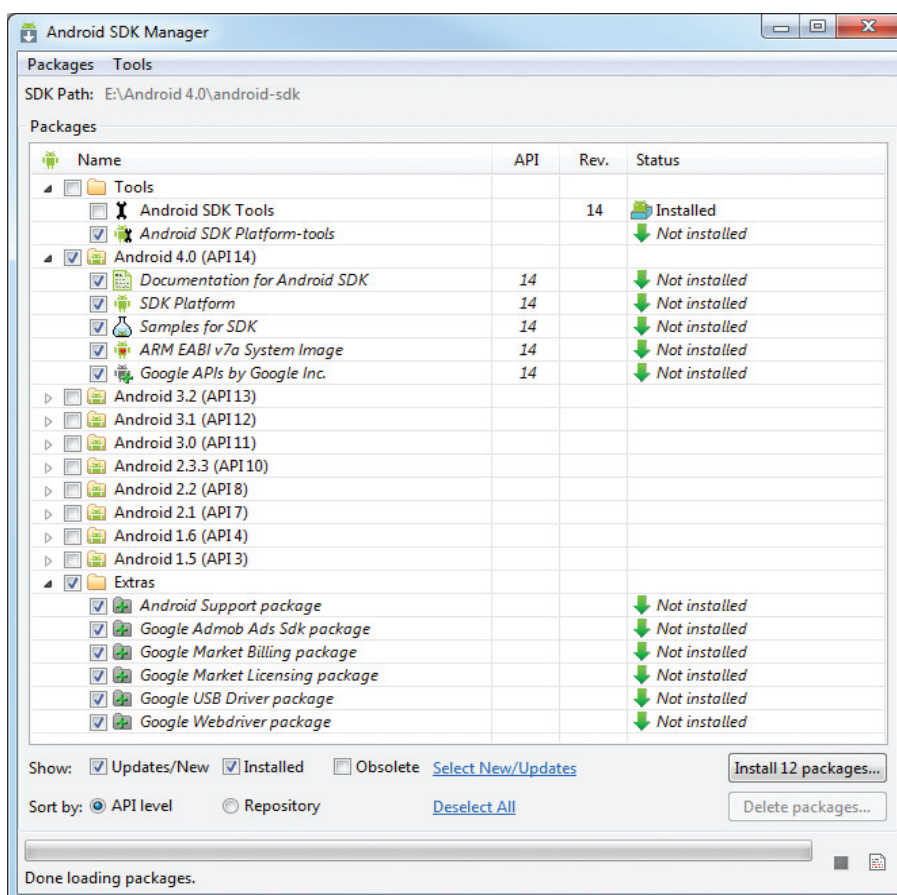 Android SDK Manager
Packages Tools
SDK Path: E:\Android 4.0\android-sdk
Packages
Name API Rev. Status
Tools
Android SDK Tools 14 Installed
Android SDK Platform-tools Not installed
Android 4.0 (API 14)
Documentation for Android SDK 14 Not installed
SDK Platform 14 Not installed
Samples for SDK 14 Not installed
ARM EABI v7a System Image 14 Not installed
Google APIs by Google Inc. 14 Not installed
Android 3.2 (API 13)
Android 3.1 (API 12)
Android 3.0 (API 11)
Android 2.3.3 (API 10)
Android 2.2 (API 8)
Android 2.1 (API 7)
Android 1.6 (API 4)
Android 1.5 (API 3)
Extras
Android Support package Not installed
Google Admob Ads Sdk package Not installed
Google Market Billing package Not installed
Google Market Licensing package Not installed
Google USB Driver package Not installed
Google Webdriver package Not installed
Show: Updates/New Installed Obsolete Select New/Updates Install 12 packages...
Sort by: API level Repository Deselect All Delete packages...
Done loading packages.